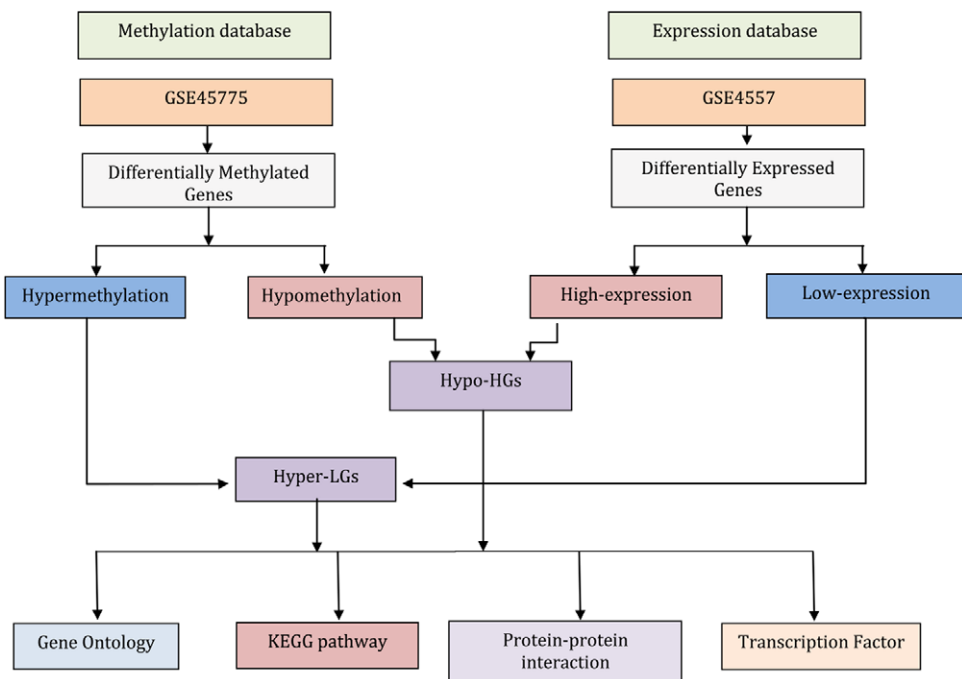 Methylation database
Expression database
GSE45775
GSE4557
Differentially Methylated
Genes
Differentially Expressed
Genes
Hypermethylation
Hypomethylation
High-expression
Low-expression
Hypo-HGs
Hyper-LGs
Gene Ontology
KEGG pathway
Protein-protein
interaction
Transcription Factor